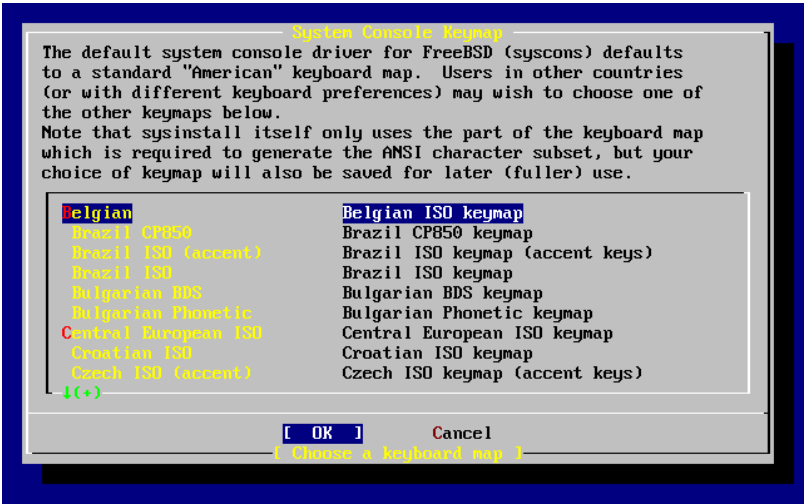 System Console Keymap
The default system console driver for FreeBSD (syscons) defaults
to a standard "American" keyboard map.  Users in other countries
(or with different keyboard preferences) may wish to choose one of
the other keymaps below.
Note that sysinstall itself only uses the part of the keyboard map
which is required to generate the ANSI character subset, but your
choice of keymap will also be saved for later (fuller) use.
Belgian Belgian ISO keymap
Brazil CP850 Brazil CP850 keymap
Brazil ISO (accent) Brazil ISO keymap (accent keys)
Brazil ISO Brazil ISO keymap
Bulgarian BDS Bulgarian BDS keymap
Bulgarian Phonetic Bulgarian Phonetic keymap
Central European ISO Central European ISO keymap
Croatian ISO Croatian ISO keymap
Czech ISO (accent) Czech ISO keymap (accent keys)
↓(+)
[ OK ] Cancel
[ Choose a keyboard map ]